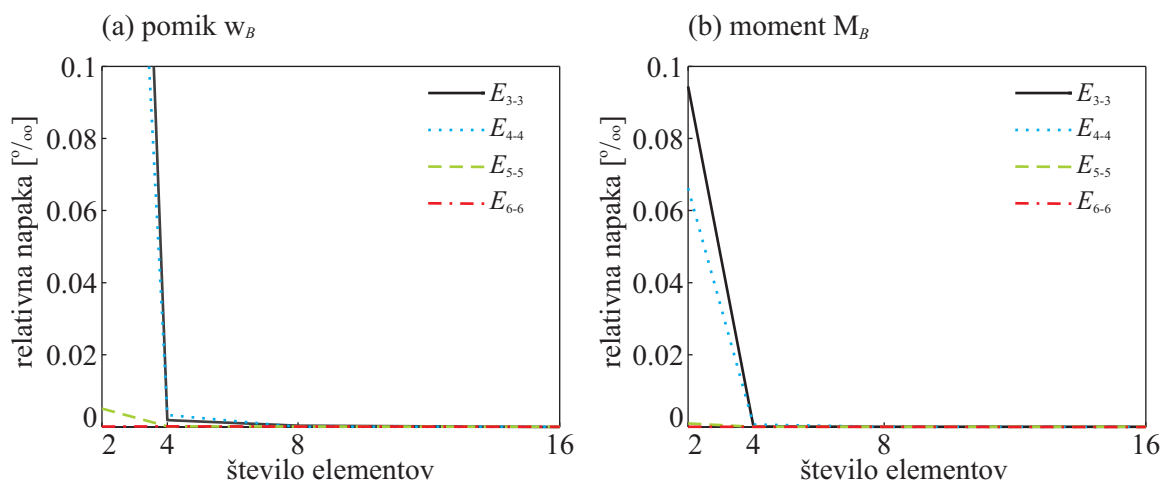 (a) pomik w_B
relativna napaka [°/∞]
0.1
0.08
0.06
0.04
0.02
0
2 4 8 16
število elementov
E_3-3
E_4-4
E_5-5
E_6-6
(b) moment M_B
relativna napaka [°/∞]
0.1
0.08
0.06
0.04
0.02
0
2 4 8 16
število elementov
E_3-3
E_4-4
E_5-5
E_6-6